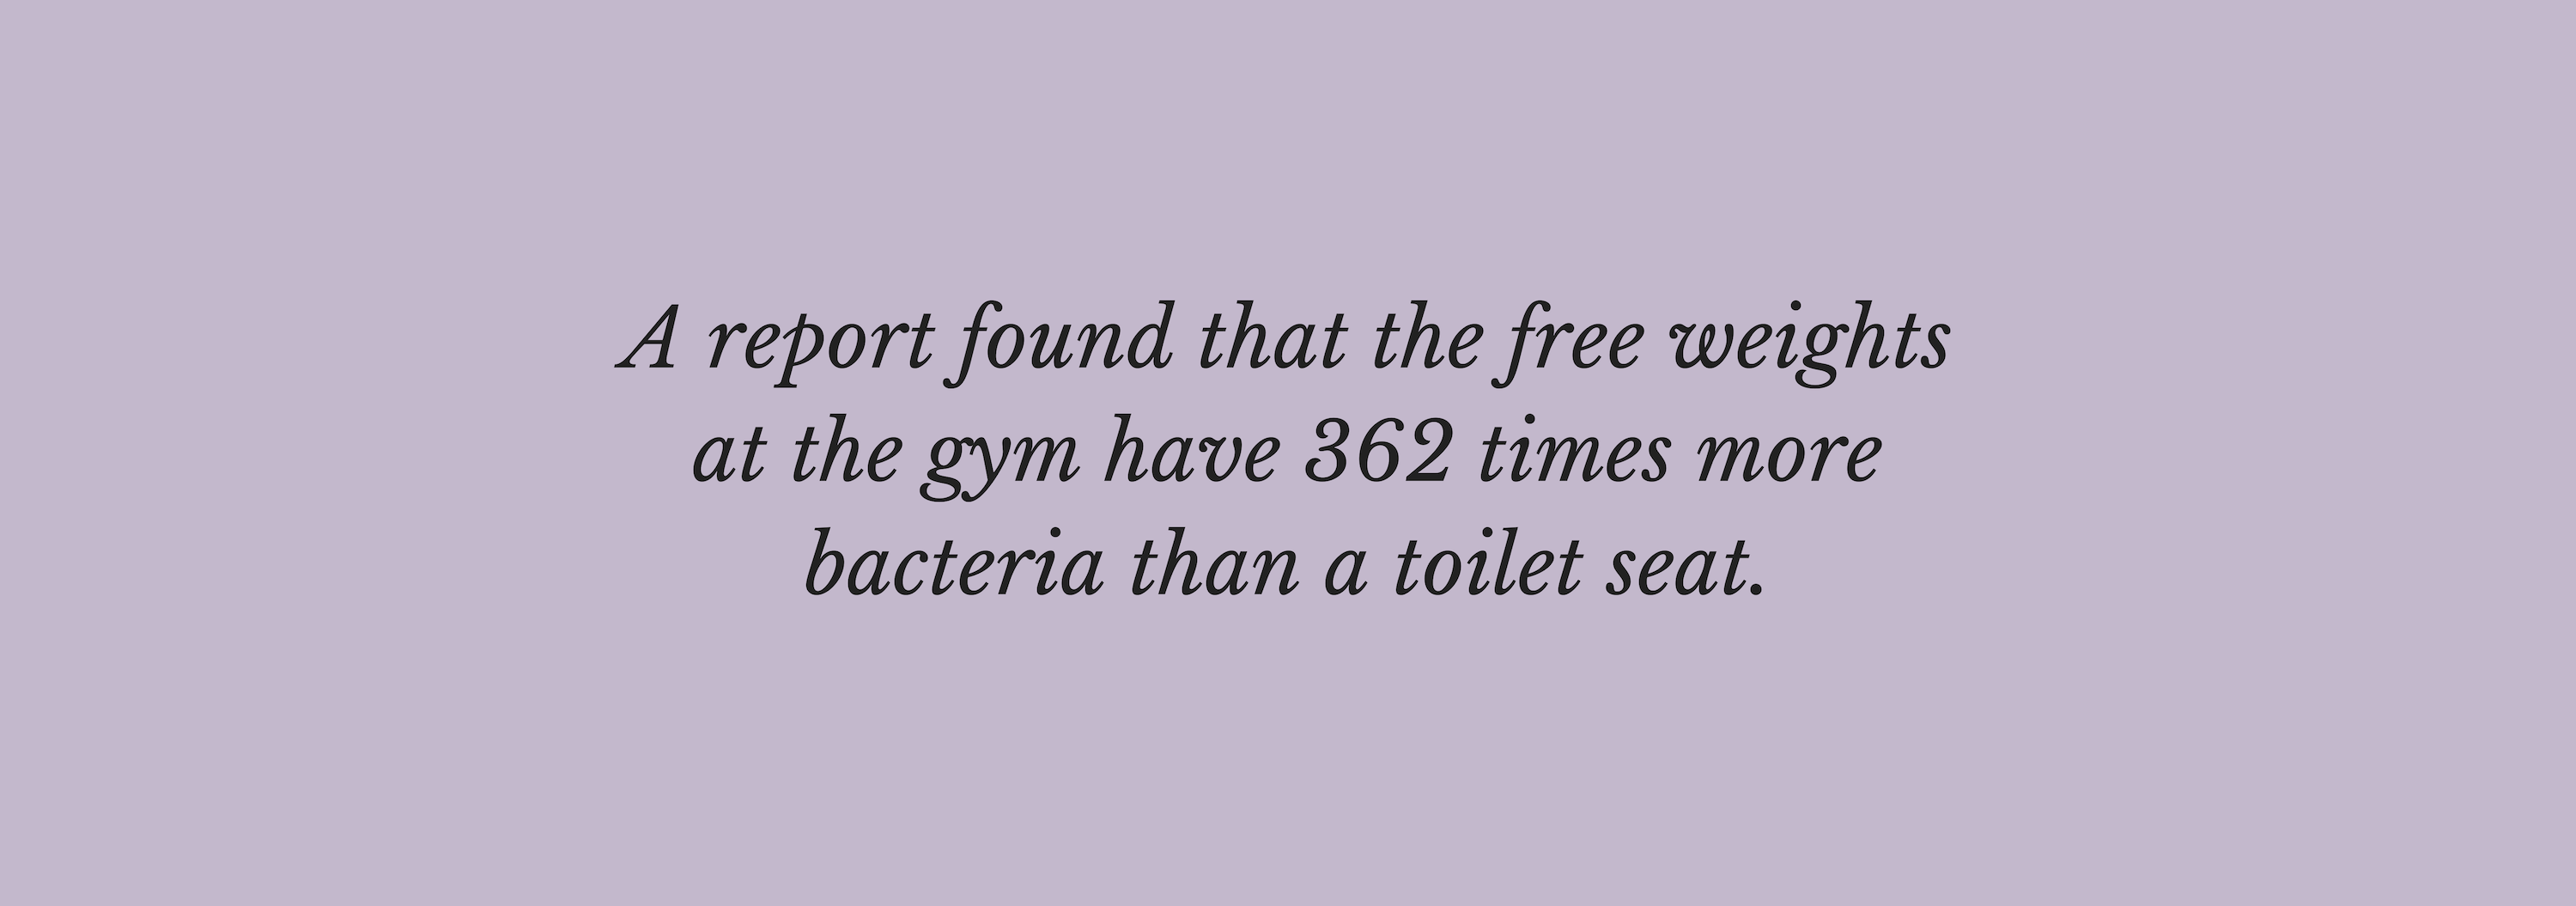 A report found that the free weights
at the gym have 362 times more
bacteria than a toilet seat.